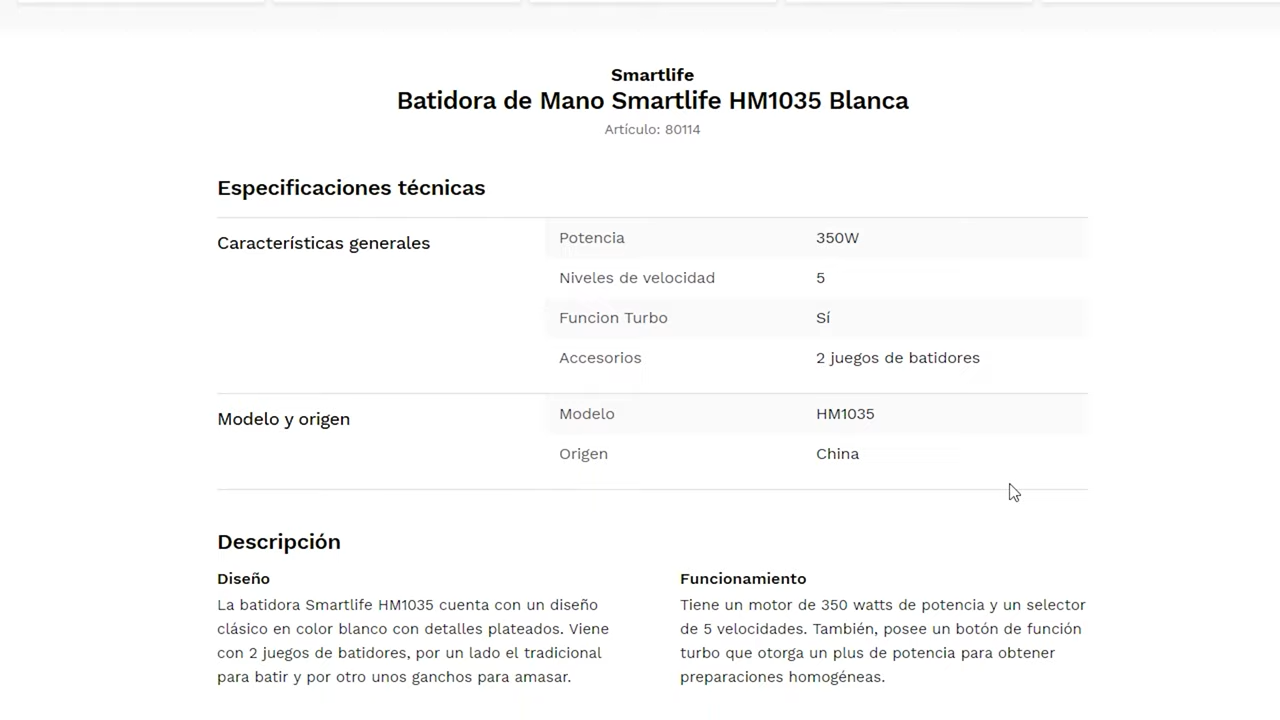 Smartlife
Batidora de Mano Smartlife HM1035 Blanca
Artículo: 80114
Especificaciones técnicas
Características generales
Potencia 350W
Niveles de velocidad 5
Funcion Turbo Sí
Accesorios 2 juegos de batidores
Modelo y origen
Modelo HM1035
Origen China
Descripción
Diseño
La batidora Smartlife HM1035 cuenta con un diseño
clásico en color blanco con detalles plateados. Viene
con 2 juegos de batidores, por un lado el tradicional
para batir y por otro unos ganchos para amasar.
Funcionamiento
Tiene un motor de 350 watts de potencia y un selector
de 5 velocidades. También, posee un botón de función
turbo que otorga un plus de potencia para obtener
preparaciones homogéneas.